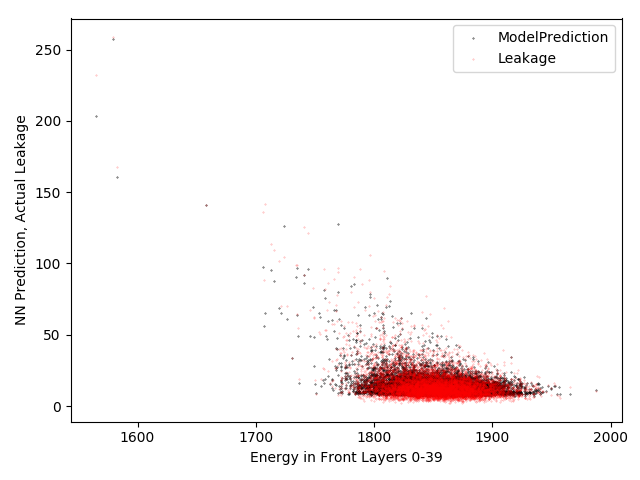 ModelPrediction
Leakage
NN Prediction, Actual Leakage
250
200
150
100
50
0
1600
1700
1800
1900
2000
Energy in Front Layers 0-39